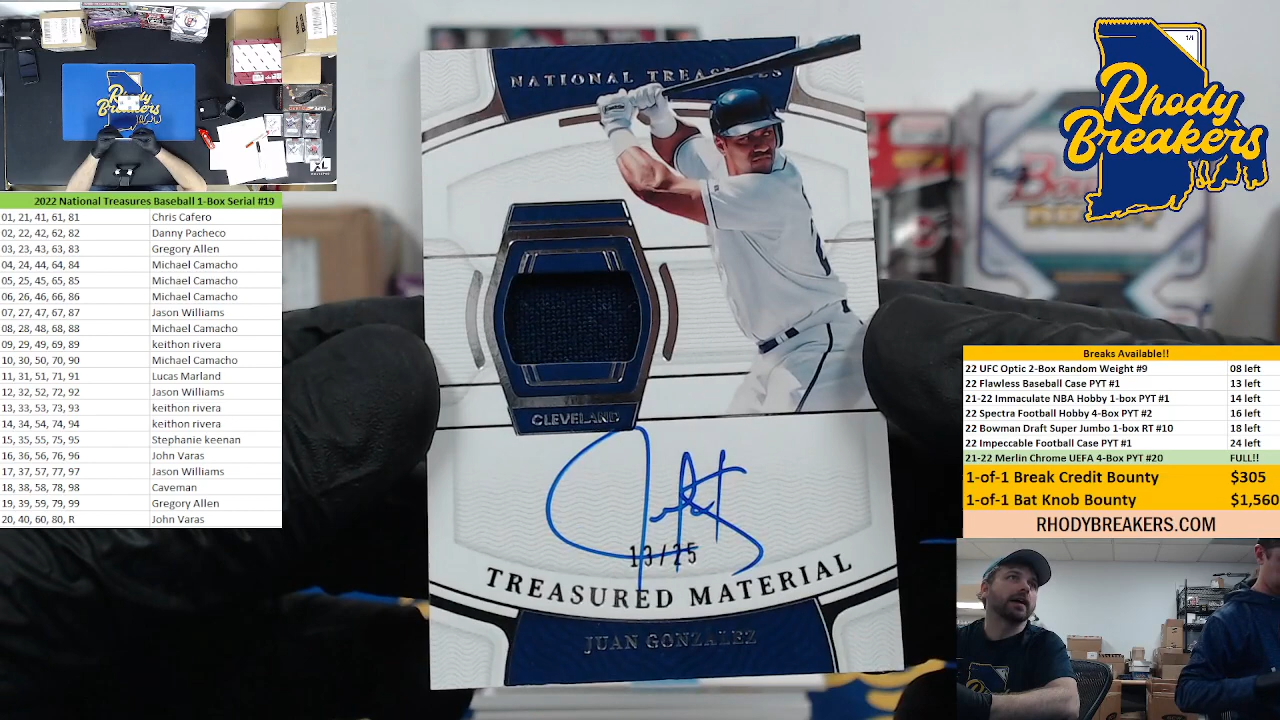 2022 National Treasures Baseball 1-Box Serial #19
01, 21, 41, 61, 81 Chris Cafero
02, 22, 42, 62, 82 Danny Pacheco
03, 23, 43, 63, 83 Gregory Allen
04, 24, 44, 64, 84 Michael Camacho
05, 25, 45, 65, 85 Michael Camacho
06, 26, 46, 66, 86 Michael Camacho
07, 27, 47, 67, 87 Jason Williams
08, 28, 48, 68, 88 Michael Camacho
09, 29, 49, 69, 89 keithon rivera
10, 30, 50, 70, 90 Michael Camacho
11, 31, 51, 71, 91 Lucas Marland
12, 32, 52, 72, 92 Jason Williams
13, 33, 53, 73, 93 keithon rivera
14, 34, 54, 74, 94 keithon rivera
15, 35, 55, 75, 95 Stephanie keenan
16, 36, 56, 76, 96 John Varas
17, 37, 57, 77, 97 Jason Williams
18, 38, 58, 78, 98 Caveman
19, 39, 59, 79, 99 Gregory Allen
20, 40, 60, 80, R John Varas
NATIONAL TREASURES
CLEVELAND
13/25
TREASURED MATERIAL
JUAN GONZALEZ
1/1
Rhody
Breakers
Breaks Available!!
22 UFC Optic 2-Box Random Weight #9 08 left
22 Flawless Baseball Case PYT #1 13 left
21-22 Immaculate NBA Hobby 1-box PYT #1 14 left
22 Spectra Football Hobby 4-Box PYT #2 16 left
22 Bowman Draft Super Jumbo 1-box RT #10 18 left
22 Impeccable Football Case PYT #1 24 left
21-22 Merlin Chrome UEFA 4-Box PYT #20 FULL!!
1-of-1 Break Credit Bounty $305
1-of-1 Bat Knob Bounty $1,560
RHODYBREAKERS.COM